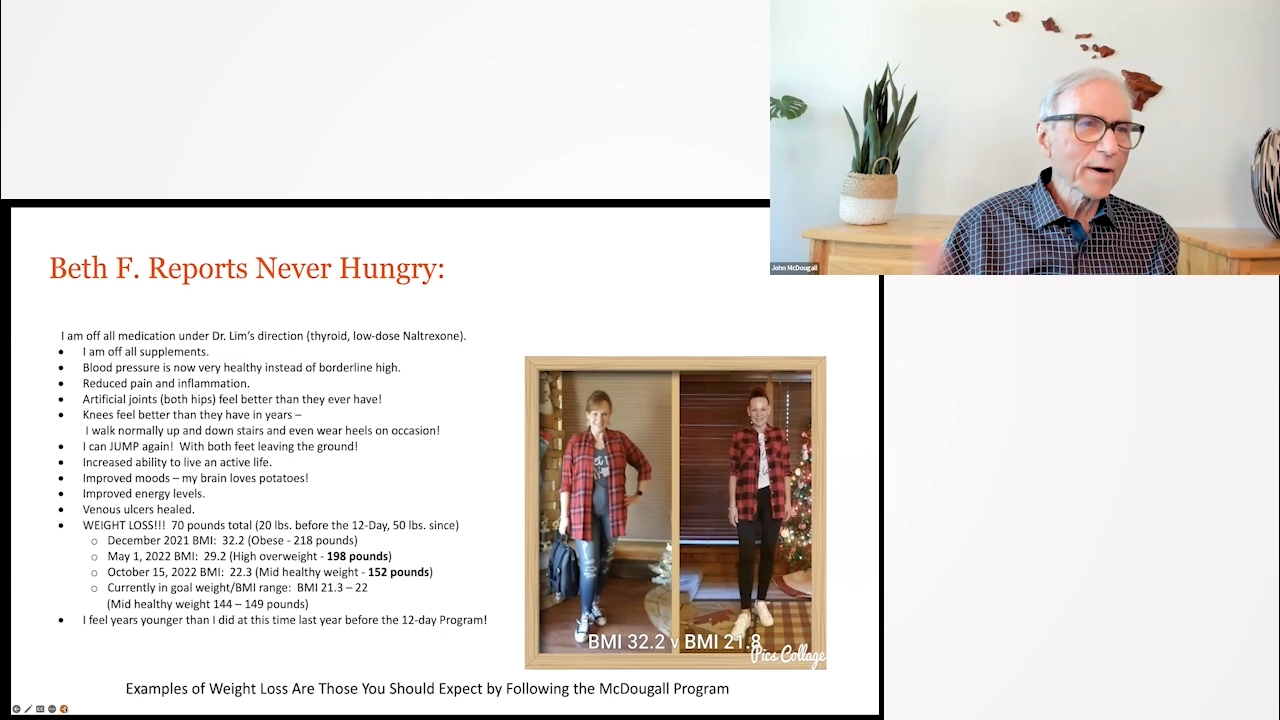 John McDougall
Beth F. Reports Never Hungry:
I am off all medication under Dr. Lim's direction (thyroid, low-dose Naltrexone).
• I am off all supplements.
• Blood pressure is now very healthy instead of borderline high.
• Reduced pain and inflammation.
• Artificial joints (both hips) feel better than they ever have!
• Knees feel better than they have in years –
I walk normally up and down stairs and even wear heels on occasion!
• I can JUMP again!  With both feet leaving the ground!
• Increased ability to live an active life.
• Improved moods – my brain loves potatoes!
• Improved energy levels.
• Venous ulcers healed.
• WEIGHT LOSS!!!  70 pounds total (20 lbs. before the 12-Day, 50 lbs. since)
○ December 2021 BMI:  32.2 (Obese - 218 pounds)
○ May 1, 2022 BMI:  29.2 (High overweight - 198 pounds)
○ October 15, 2022 BMI:  22.3 (Mid healthy weight - 152 pounds)
○ Currently in goal weight/BMI range:  BMI 21.3 – 22
(Mid healthy weight 144 – 149 pounds)
• I feel years younger than I did at this time last year before the 12-day Program!
BMI 32.2 v BMI 21.8
Pics Collage
Examples of Weight Loss Are Those You Should Expect by Following the McDougall Program